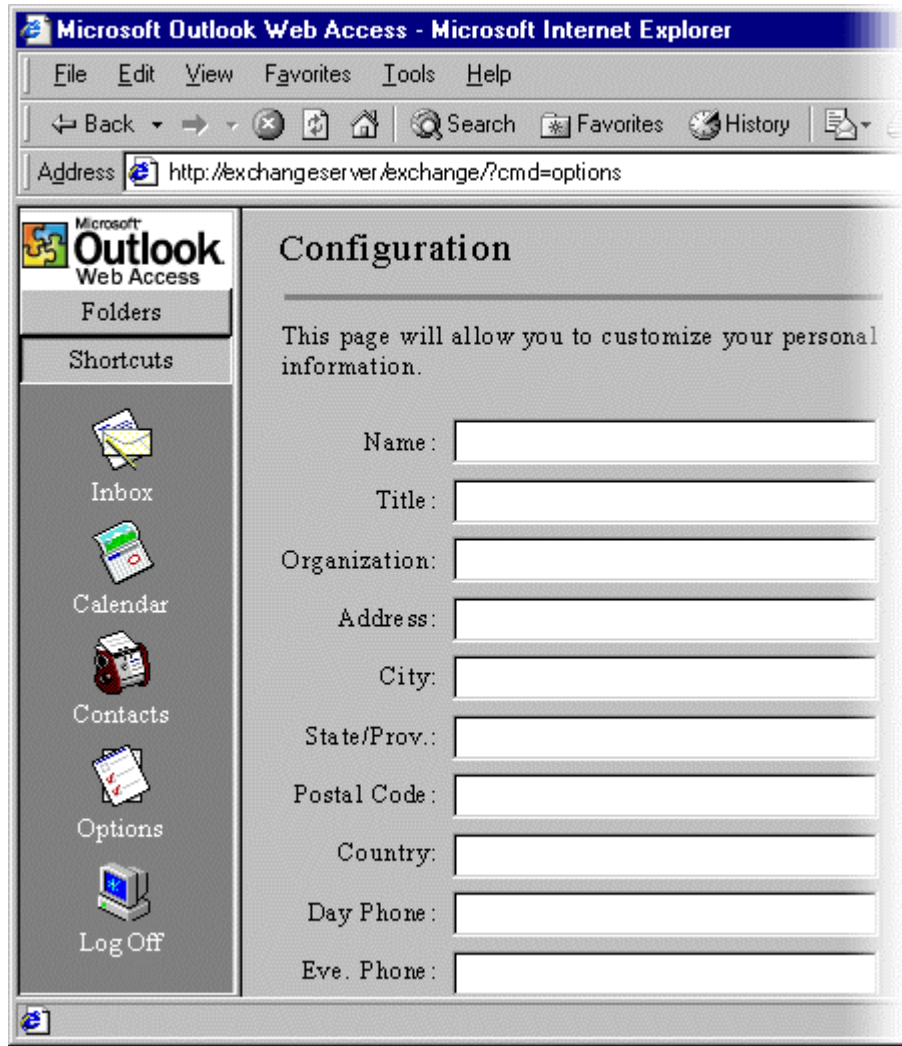 Microsoft Outlook Web Access - Microsoft Internet Explorer
File Edit View Favorites Tools Help
Back Search Favorites History
Address http://exchangeserver/exchange/?cmd=options
Microsoft
Outlook
Web Access
Folders
Shortcuts
Inbox
Calendar
Contacts
Options
Log Off
Configuration
This page will allow you to customize your personal
information.
Name:
Title:
Organization:
Address:
City:
State/Prov.:
Postal Code:
Country:
Day Phone:
Eve. Phone: